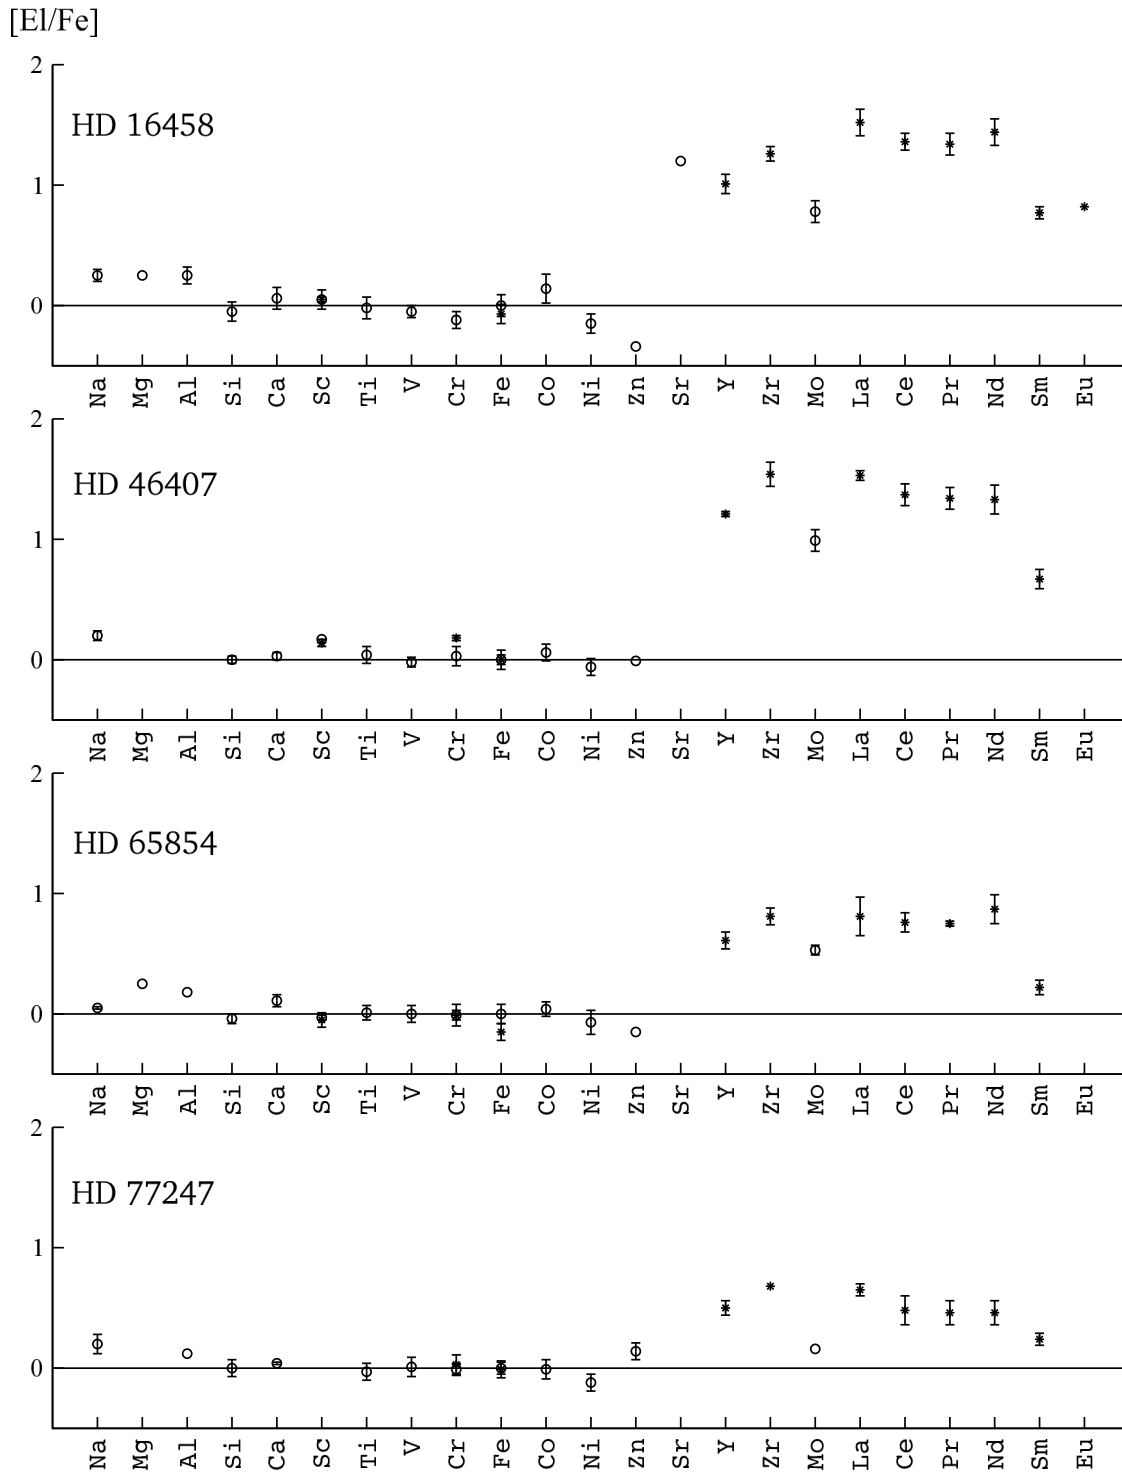 [El/Fe]
2
HD 16458
1
0
Na Mg Al Si Ca Sc Ti V Cr Fe Co Ni Zn Sr Y Zr Mo La Ce Pr Nd Sm Eu
2
HD 46407
1
0
Na Mg Al Si Ca Sc Ti V Cr Fe Co Ni Zn Sr Y Zr Mo La Ce Pr Nd Sm Eu
2
HD 65854
1
0
Na Mg Al Si Ca Sc Ti V Cr Fe Co Ni Zn Sr Y Zr Mo La Ce Pr Nd Sm Eu
2
HD 77247
1
0
Na Mg Al Si Ca Sc Ti V Cr Fe Co Ni Zn Sr Y Zr Mo La Ce Pr Nd Sm Eu